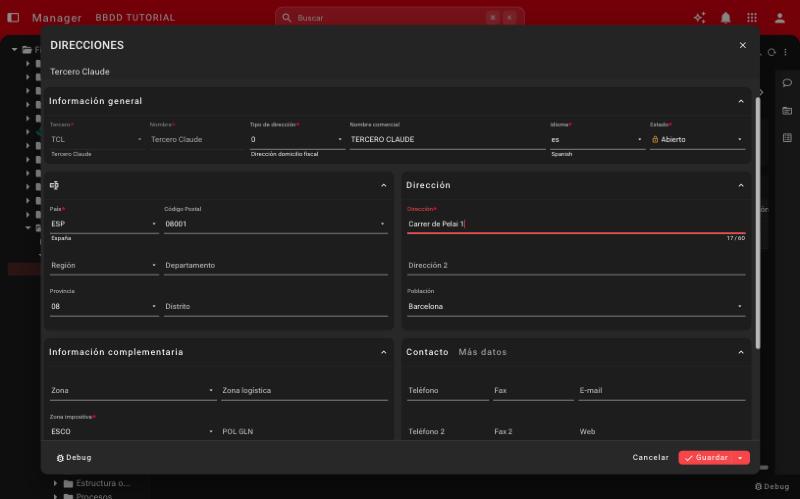 Manager BBDD TUTORIAL
Buscar
⌘ K
DIRECCIONES
Tercero Claude
Información general
Tercero* Nombre* Tipo de dirección* Nombre comercial Idioma* Estado*
TCL Tercero Claude 0 TERCERO CLAUDE es Abierto
Tercero Claude Dirección domicilio fiscal Spanish
Dirección
País* Código Postal
ESP 08001
España
Región Departamento
Provincia
08 Distrito
Dirección*
Carrer de Pelai 1
17 / 60
Dirección 2
Población
Barcelona
Información complementaria
Zona Zona logística
Zona impositiva*
ESCO POL GLN
Contacto Más datos
Teléfono Fax E-mail
Teléfono 2 Fax 2 Web
Debug
Cancelar Guardar
Estructura o...
Procesos
Debug